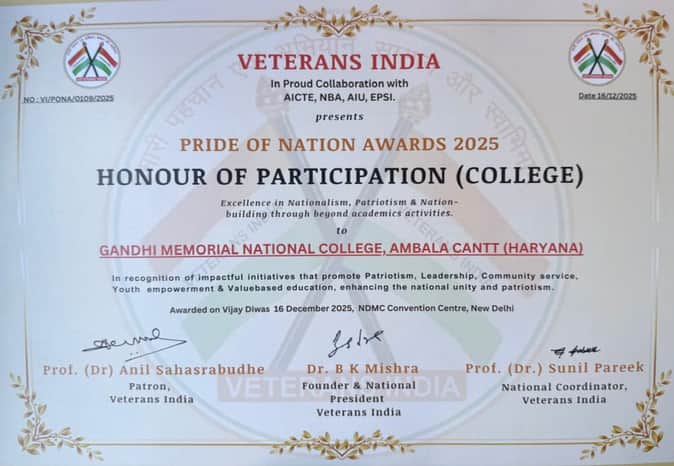 VETERANS INDIA
In Proud Collaboration with
AICTE, NBA, AIU, EPSI.
NO : VI/PONA/0109/2025
Date 16/12/2025
presents
PRIDE OF NATION AWARDS 2025
HONOUR OF PARTICIPATION (COLLEGE)
Excellence in Nationalism, Patriotism & Nation-
building through beyond academics activities.
to
GANDHI MEMORIAL NATIONAL COLLEGE, AMBALA CANTT (HARYANA)
In recognition of impactful initiatives that promote Patriotism, Leadership, Community service,
Youth empowerment & Valuebased education, enhancing the national unity and patriotism.
Awarded on Vijay Diwas 16 December 2025, NDMC Convention Centre, New Delhi
Prof. (Dr) Anil Sahasrabudhe
Patron,
Veterans India
Dr. B K Mishra
Founder & National
President
Veterans India
Prof. (Dr.) Sunil Pareek
National Coordinator,
Veterans India
VETERANS INDIA